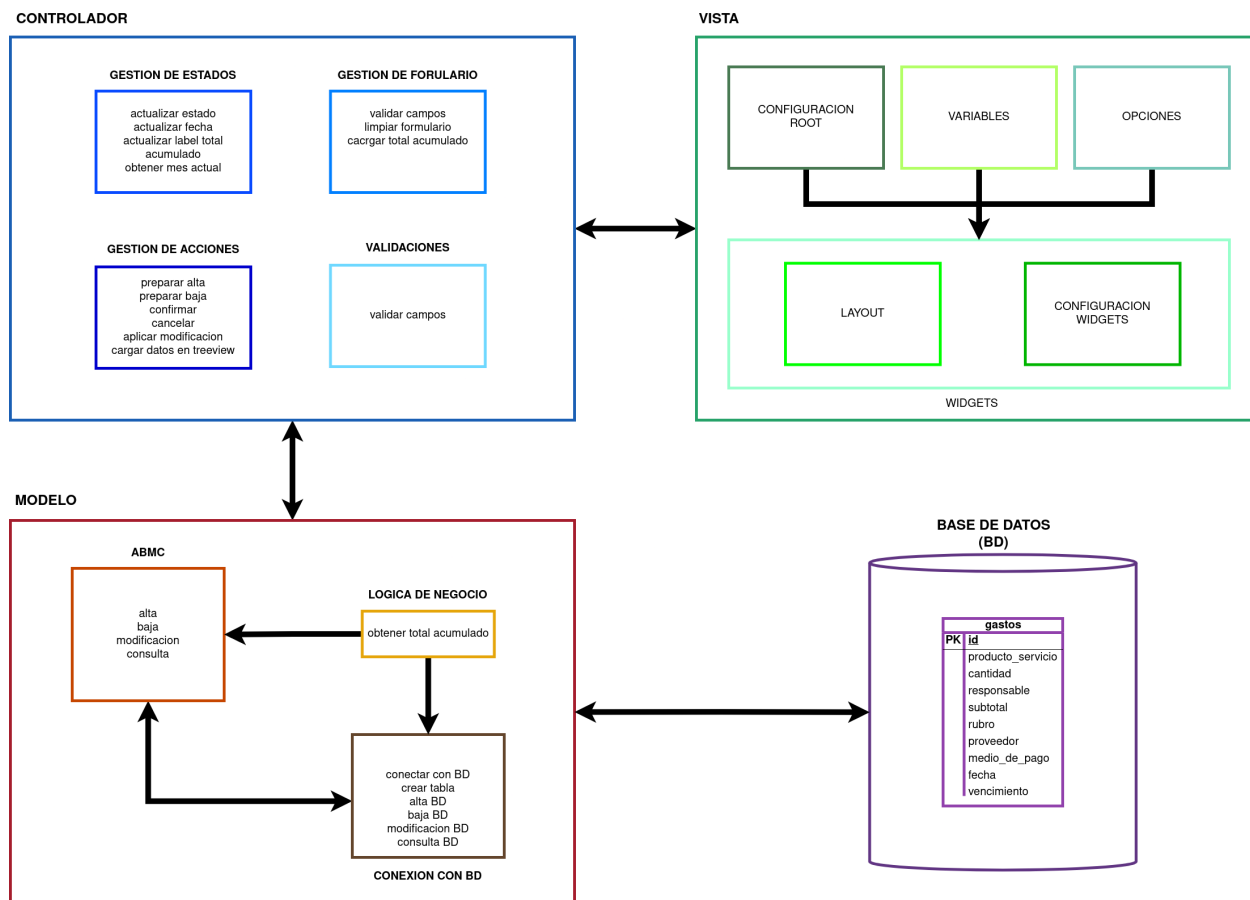 CONTROLADOR
GESTION DE ESTADOS
actualizar estado
actualizar fecha
actualizar label total
acumulado
obtener mes actual
GESTION DE FORULARIO
validar campos
limpiar formulario
cacrgar total acumulado
GESTION DE ACCIONES
preparar alta
preparar baja
confirmar
cancelar
aplicar modificacion
cargar datos en treeview
VALIDACIONES
validar campos
VISTA
CONFIGURACION
ROOT
VARIABLES
OPCIONES
LAYOUT
CONFIGURACION
WIDGETS
WIDGETS
MODELO
ABMC
alta
baja
modificacion
consulta
LOGICA DE NEGOCIO
obtener total acumulado
conectar con BD
crear tabla
alta BD
baja BD
modificacion BD
consulta BD
CONEXION CON BD
BASE DE DATOS
(BD)
gastos
PK id
producto_servicio
cantidad
responsable
subtotal
rubro
proveedor
medio_de_pago
fecha
vencimiento